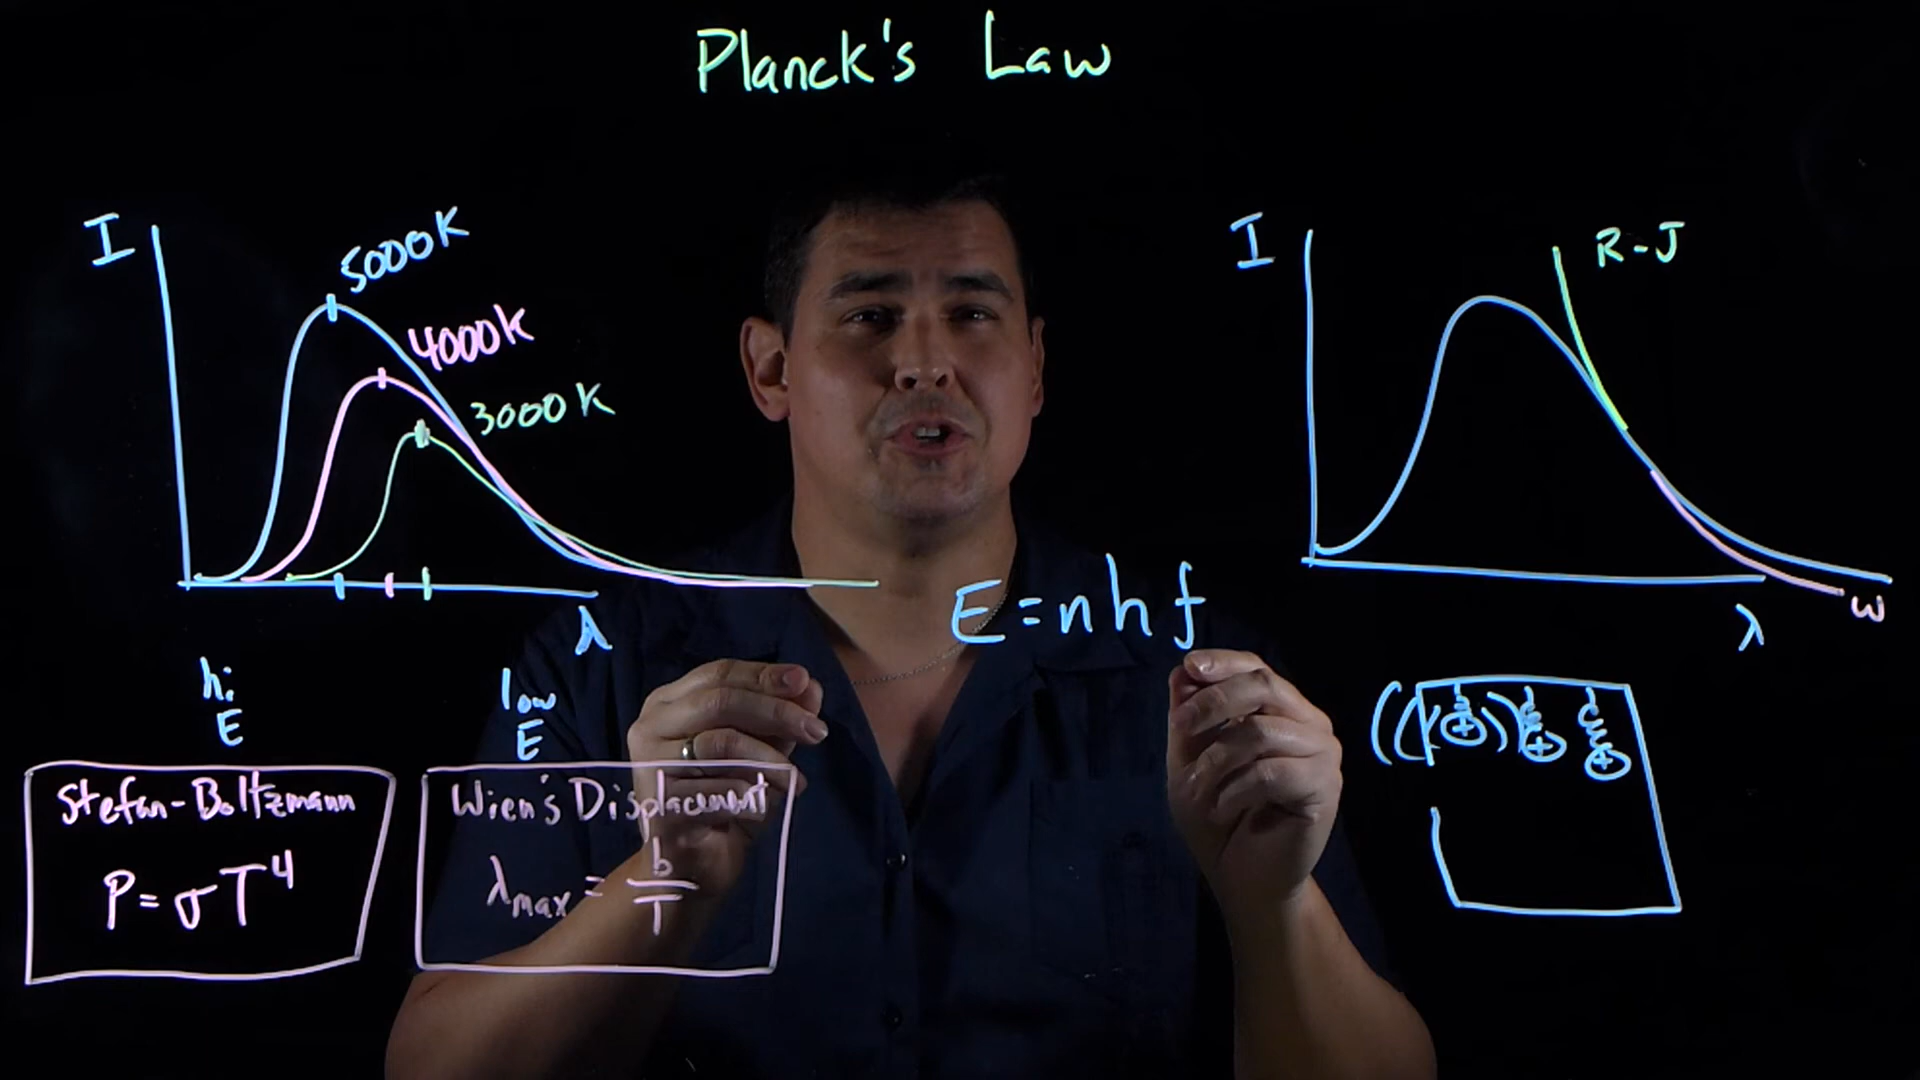 Planck's Law
I
5000K
4000K
3000K
λ
hi
E
low
E
Stefan-Boltzmann
P=σT⁴
Wien's Displacement
λmax = b/T
E=nhf
I
R-J
λ
W